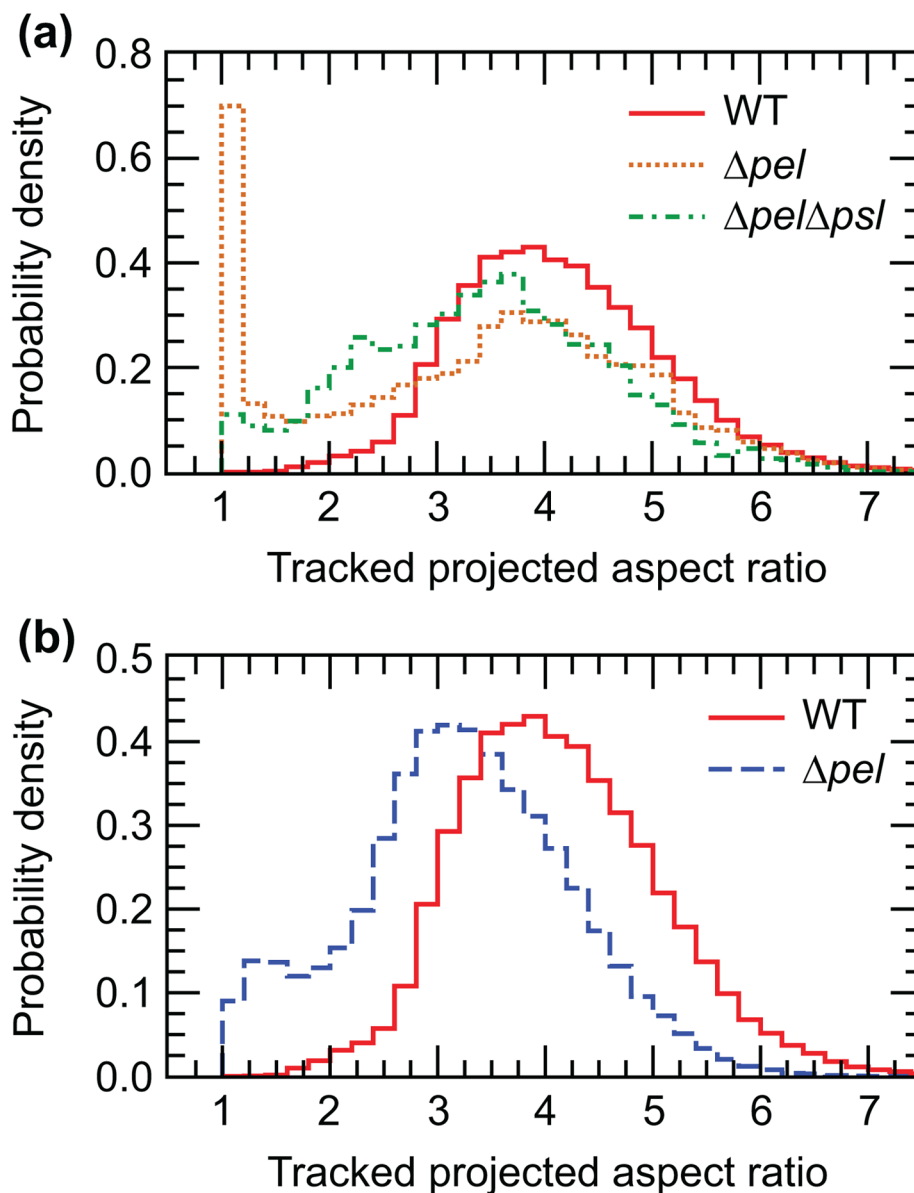 (a)
Probability density
0.8
0.6
0.4
0.2
0.0
WT
Δpel
ΔpelΔpsl
1 2 3 4 5 6 7
Tracked projected aspect ratio
(b)
Probability density
0.5
0.4
0.3
0.2
0.1
0.0
WT
Δpel
1 2 3 4 5 6 7
Tracked projected aspect ratio